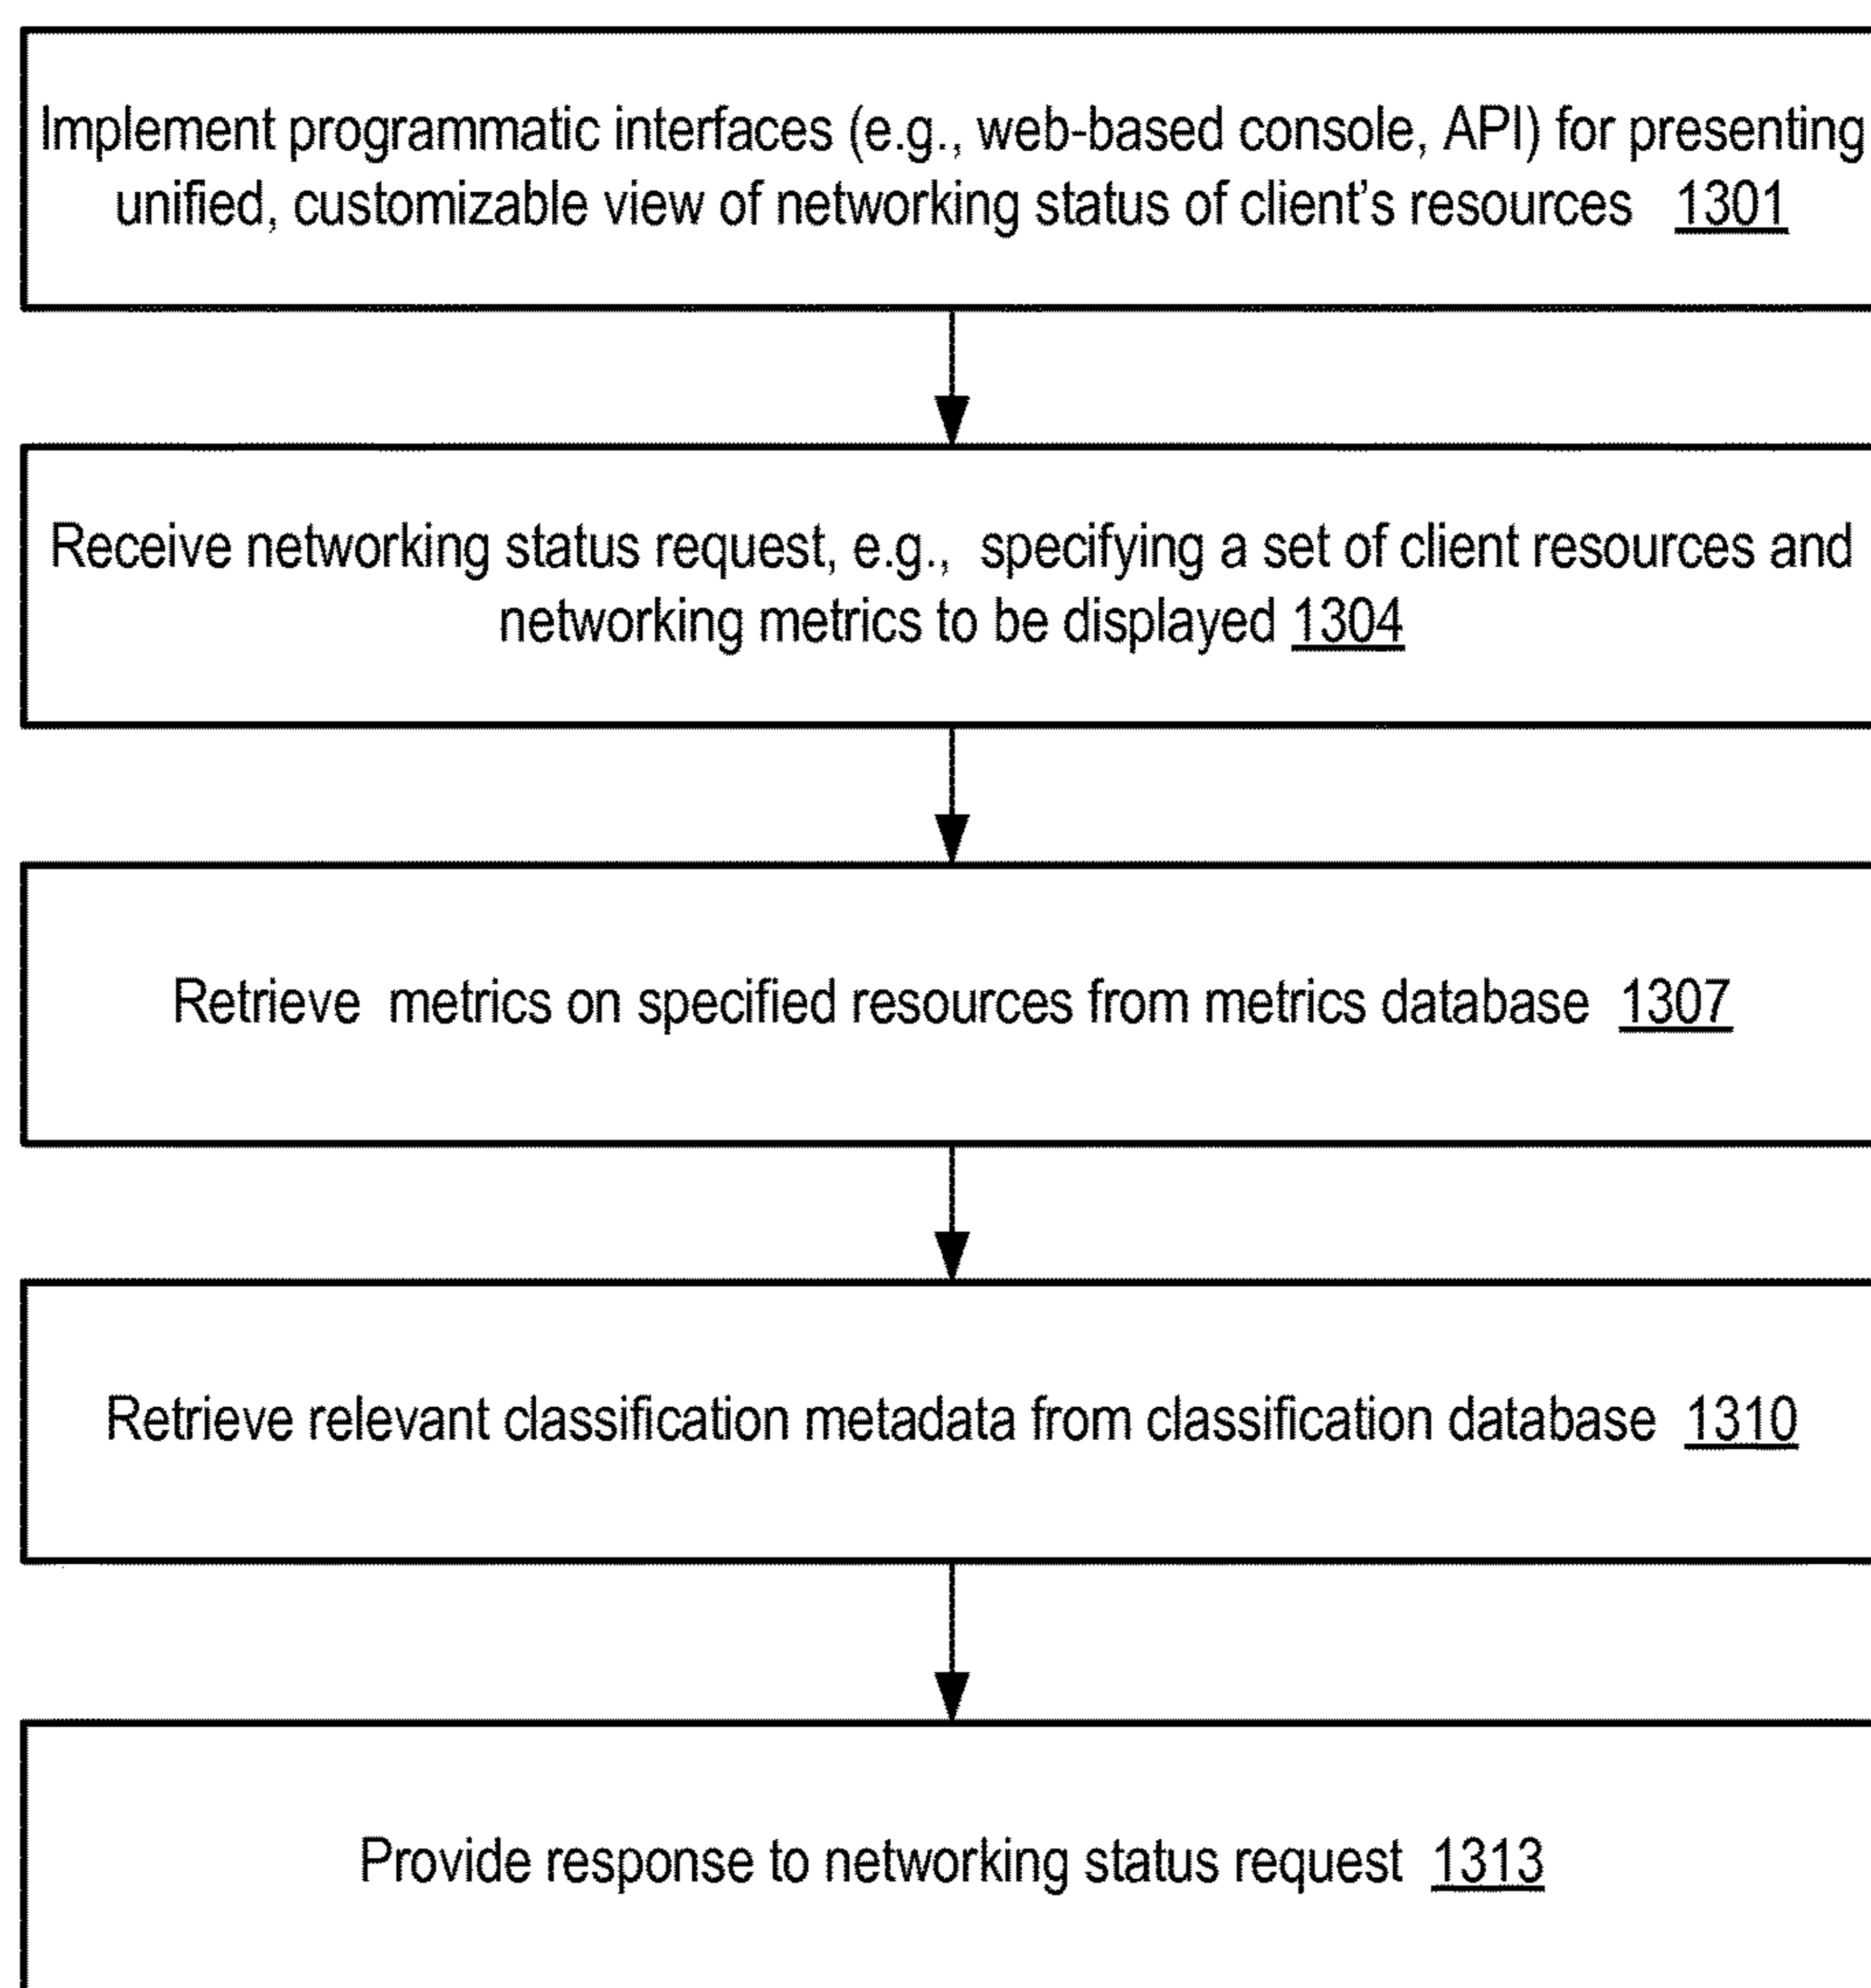 Implement programmatic interfaces (e.g., web-based console, API) for presenting
unified, customizable view of networking status of client’s resources 1301
Receive networking status request, e.g., specifying a set of client resources and
networking metrics to be displayed 1304
Retrieve metrics on specified resources from metrics database 1307
Retrieve relevant classification metadata from classification database 1310
Provide response to networking status request 1313